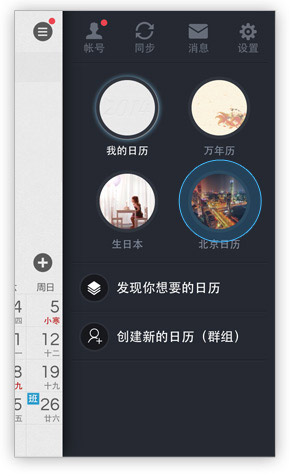 帐号 同步 消息 设置
我的日历 万年历
生日本 北京日历
周日
4 5
小寒
1 12
十二
8 19
九 十九
5 班 26
五 廿六
发现你想要的日历
创建新的日历（群组）